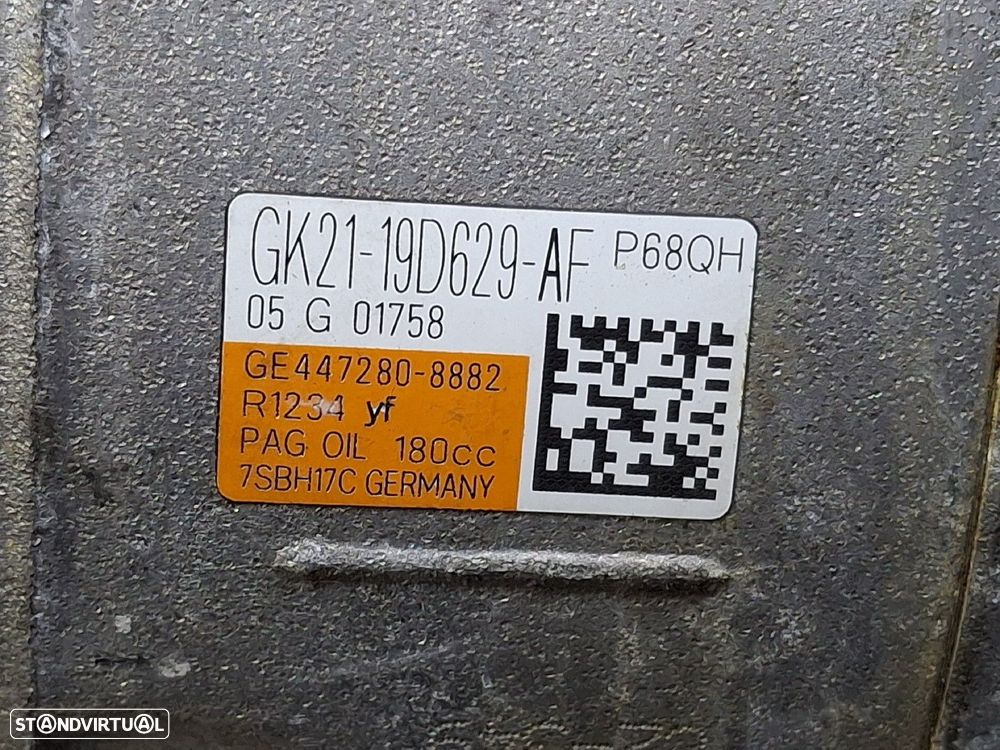 GK21-19D629-AF P68QH
05 G 01758
GE447280-8882
R1234 yf
PAG OIL 180cc
7SBH17C GERMANY
STANDVIRTUAL